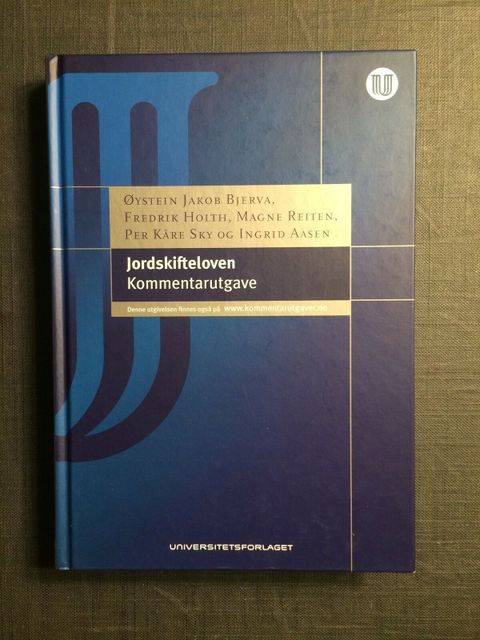 U
ØYSTEIN JAKOB BJERVA,
FREDRIK HOLTH, MAGNE REITEN,
PER KÅRE SKY OG INGRID AASEN
Jordskifteloven
Kommentarutgave
Denne utgivelsen finnes også på www.kommentarutgaver.no
UNIVERSITETSFORLAGET